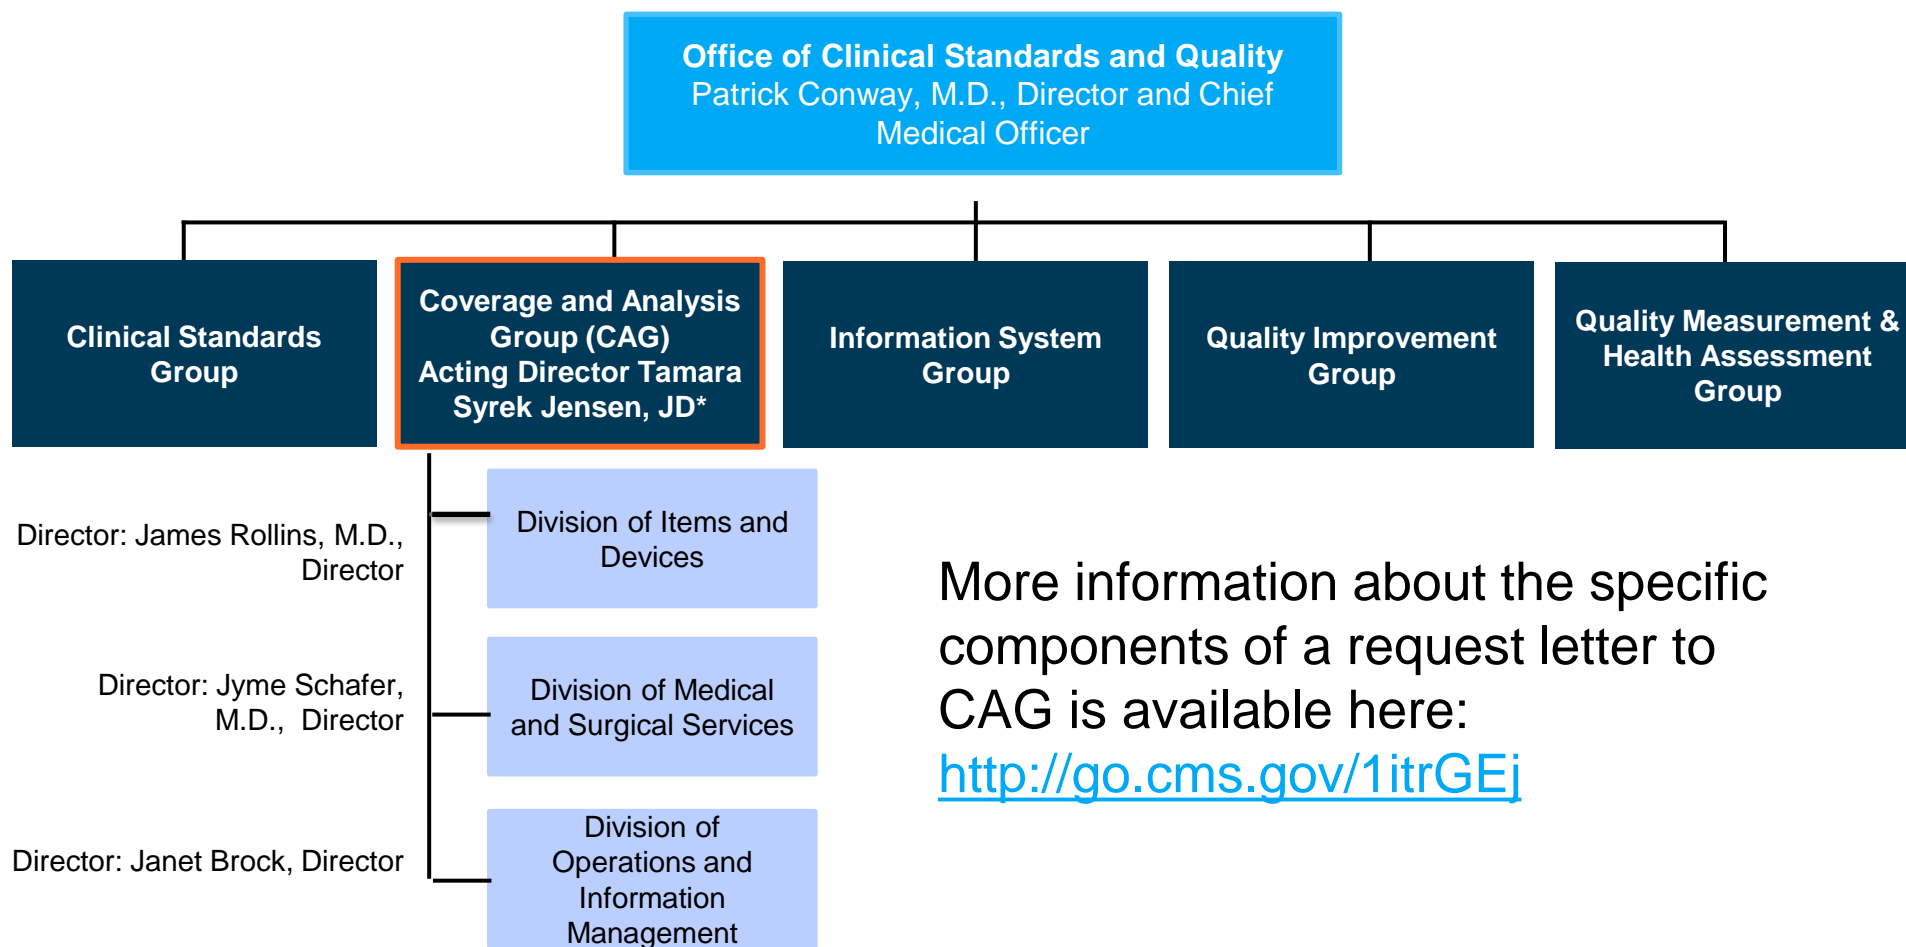 Office of Clinical Standards and Quality
Patrick Conway, M.D., Director and Chief
Medical Officer
Clinical Standards
Group
Coverage and Analysis
Group (CAG)
Acting Director Tamara
Syrek Jensen, JD*
Information System
Group
Quality Improvement
Group
Quality Measurement &
Health Assessment
Group
Director: James Rollins, M.D.,
Director
Division of Items and
Devices
Director: Jyme Schafer,
M.D., Director
Division of Medical
and Surgical Services
Director: Janet Brock, Director
Division of
Operations and
Information
Management
More information about the specific
components of a request letter to
CAG is available here:
http://go.cms.gov/1itrGEj